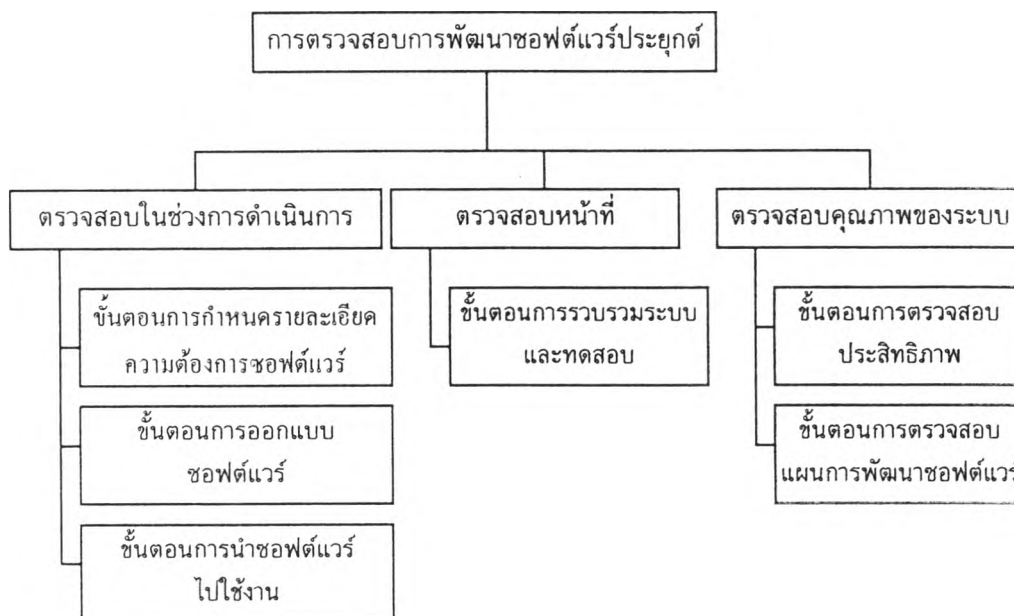 การตรวจสอบการพัฒนาซอฟต์แวร์ประยุกต์
ตรวจสอบในช่วงการดำเนินการ
ขั้นตอนการกำหนดรายละเอียด
ความต้องการซอฟต์แวร์
ขั้นตอนการออกแบบ
ซอฟต์แวร์
ขั้นตอนการนำซอฟต์แวร์
ไปใช้งาน
ตรวจสอบหน้าที่
ขั้นตอนการรวบรวมระบบ
และทดสอบ
ตรวจสอบคุณภาพของระบบ
ขั้นตอนการตรวจสอบ
ประสิทธิภาพ
ขั้นตอนการตรวจสอบ
แผนการพัฒนาซอฟต์แวร์